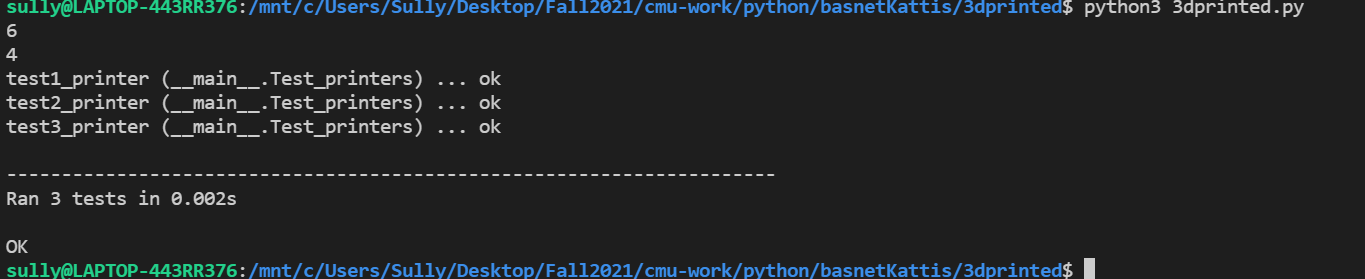 sully@LAPTOP-443RR376:/mnt/c/Users/Sully/Desktop/Fall2021/cmu-work/python/basnetKattis/3dprinted$ python3 3dprinted.py
6
4
test1_printer (__main__.Test_printers) ... ok
test2_printer (__main__.Test_printers) ... ok
test3_printer (__main__.Test_printers) ... ok

----------------------------------------------------------------------
Ran 3 tests in 0.002s

OK
sully@LAPTOP-443RR376:/mnt/c/Users/Sully/Desktop/Fall2021/cmu-work/python/basnetKattis/3dprinted$